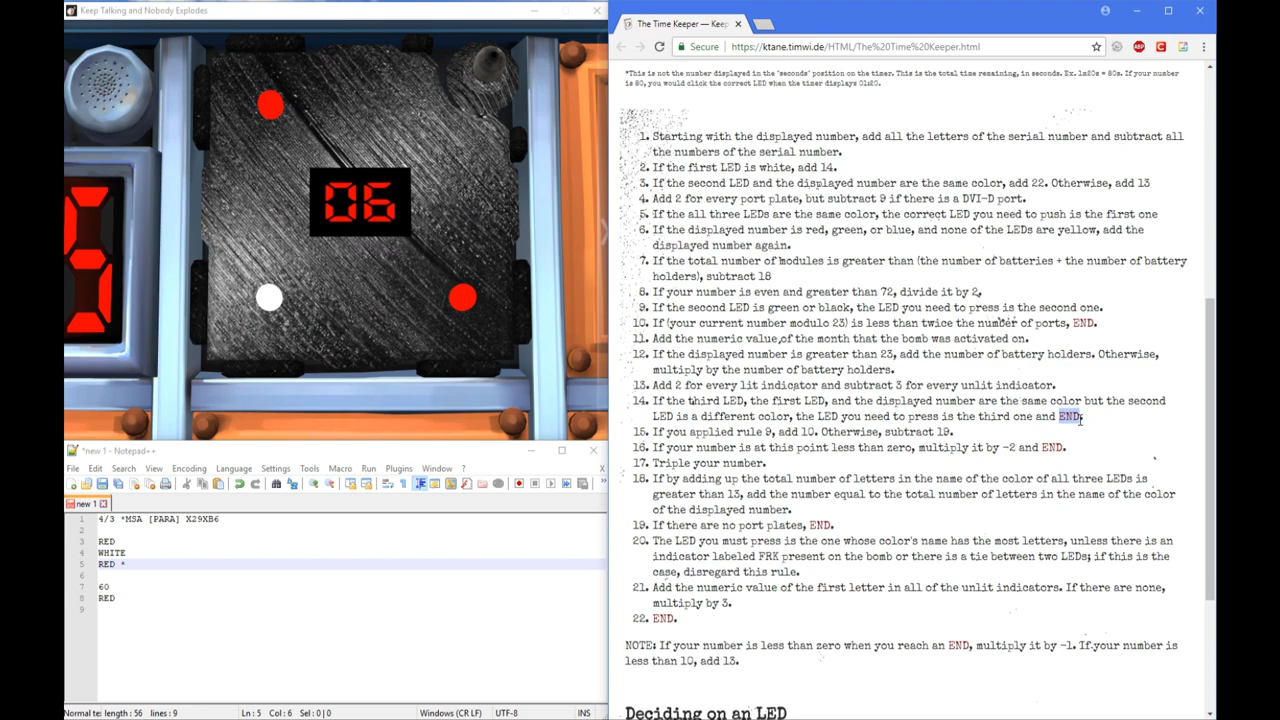 Keep Talking and Nobody Explodes
The Time Keeper — Keep
Secure
https://ktane.timwi.de/HTML/The%20Time%20Keeper.html
*This is not the number displayed in the "seconds" position on the timer. This is the total time remaining, in seconds. Ex. 1m20s = 80s. If your number
is 80, you would click the correct LED when the timer displays 01:20.
06
1. Starting with the displayed number, add all the letters of the serial number and subtract all
the numbers of the serial number.
2. If the first LED is white, add 14.
3. If the second LED and the displayed number are the same color, add 22. Otherwise, add 13
4. Add 2 for every port plate, but subtract 9 if there is a DVI-D port.
5. If the all three LEDs are the same color, the correct LED you need to push is the first one
6. If the displayed number is red, green, or blue, and none of the LEDs are yellow, add the
displayed number again.
7. If the total number of modules is greater than (the number of batteries + the number of battery
holders), subtract 18
8. If your number is even and greater than 72, divide it by 2.
9. If the second LED is green or black, the LED you need to press is the second one.
10. If (your current number modulo 23) is less than twice the number of ports, END.
11. Add the numeric value of the month that the bomb was activated on.
12. If the displayed number is greater than 23, add the number of battery holders. Otherwise,
multiply by the number of battery holders.
13. Add 2 for every lit indicator and subtract 3 for every unlit indicator.
14. If the third LED, the first LED, and the displayed number are the same color but the second
LED is a different color, the LED you need to press is the third one and END.
15. If you applied rule 9, add 10. Otherwise, subtract 19.
16. If your number is at this point less than zero, multiply it by -2 and END.
17. Triple your number.
18. If by adding up the total number of letters in the name of the color of all three LEDs is
greater than 13, add the number equal to the total number of letters in the name of the color
of the displayed number.
19. If there are no port plates, END.
20. The LED you must press is the one whose color's name has the most letters, unless there is an
indicator labeled FRK present on the bomb or there is a tie between two LEDs; if this is the
case, disregard this rule.
21. Add the numeric value of the first letter in all of the unlit indicators. If there are none,
multiply by 3.
22. END.
NOTE: If your number is less than zero when you reach an END, multiply it by -1. If your number is
less than 10, add 13.
Deciding on an LED
*new 1 - Notepad++
File Edit Search View Encoding Language Settings Tools Macro Run Plugins Window ? X
new 1
1 4/3 *MSA [PARA] X29XB6
2
3 RED
4 WHITE
5 RED *
6
7 60
8 RED
9
Normal te length : 56 lines : 9 Ln : 5 Col : 6 Sel : 0 | 0 Windows (CR LF) UTF-8 INS